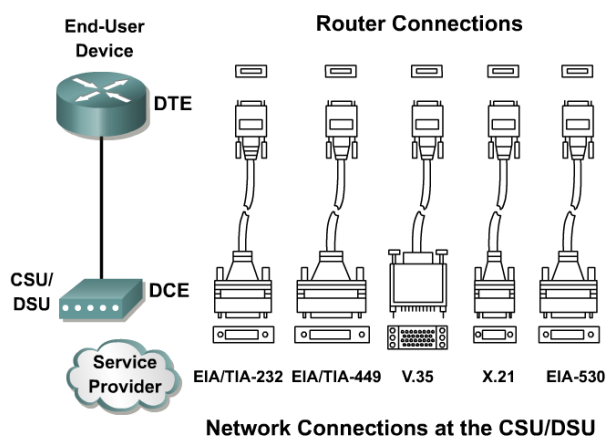 End-User
Device
Router Connections
DTE
CSU/
DSU
DCE
Service
Provider
EIA/TIA-232 EIA/TIA-449 V.35 X.21 EIA-530
Network Connections at the CSU/DSU